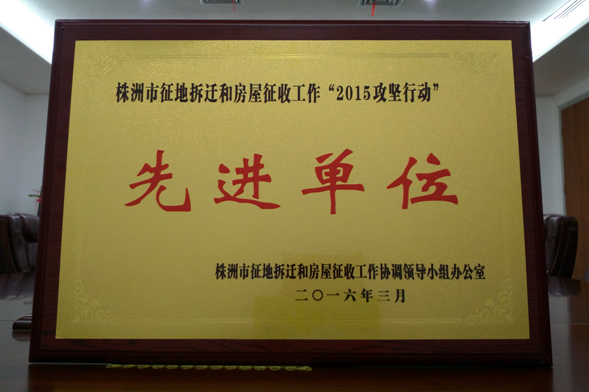 株洲市征地拆迁和房屋征收工作“2015攻坚行动”
先进单位
株洲市征地拆迁和房屋征收工作协调领导小组办公室
二〇一六年三月